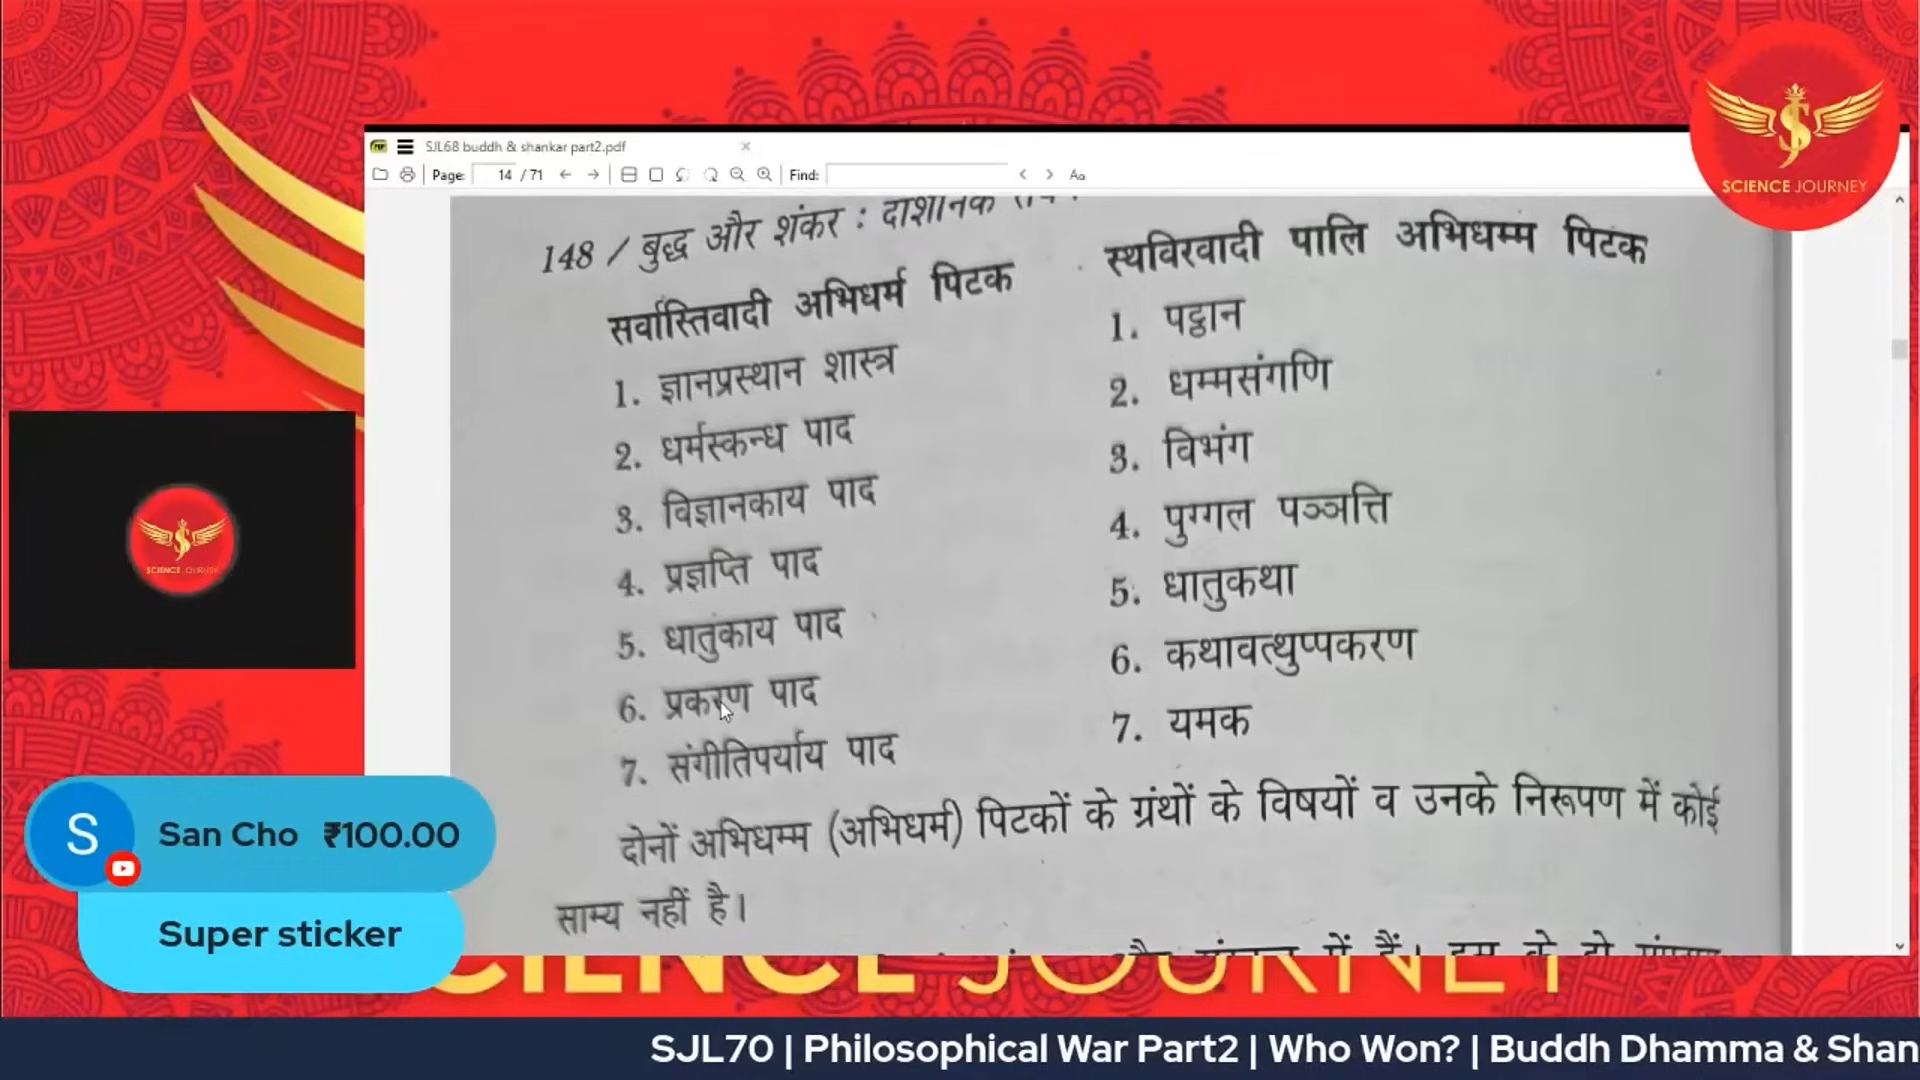 SCIENCE JOURNEY
SJL68 buddh & shankar part2.pdf
Page: 14 / 71 Find:
148 / बुद्ध और शंकर :
सर्वास्तिवादी अभिधर्म पिटक
1. ज्ञानप्रस्थान शास्त्र
2. धर्मस्कन्ध पाद
3. विज्ञानकाय पाद
4. प्रज्ञप्ति पाद
5. धातुकाय पाद
6. प्रकरण पाद
7. संगीतिपर्याय पाद
स्थविरवादी पालि अभिधम्म पिटक
1. पट्ठान
2. धम्मसंगणि
3. विभंग
4. पुग्गल पञ्ञत्ति
5. धातुकथा
6. कथावत्थुप्पकरण
7. यमक
दोनों अभिधम्म (अभिधर्म) पिटकों के ग्रंथों के विषयों व उनके निरूपण में कोई
साम्य नहीं है।
SCIENCE JOURNEY
S San Cho ₹100.00
Super sticker
SCIENCE JOURNEY
SJL70 | Philosophical War Part2 | Who Won? | Buddh Dhamma & Shan